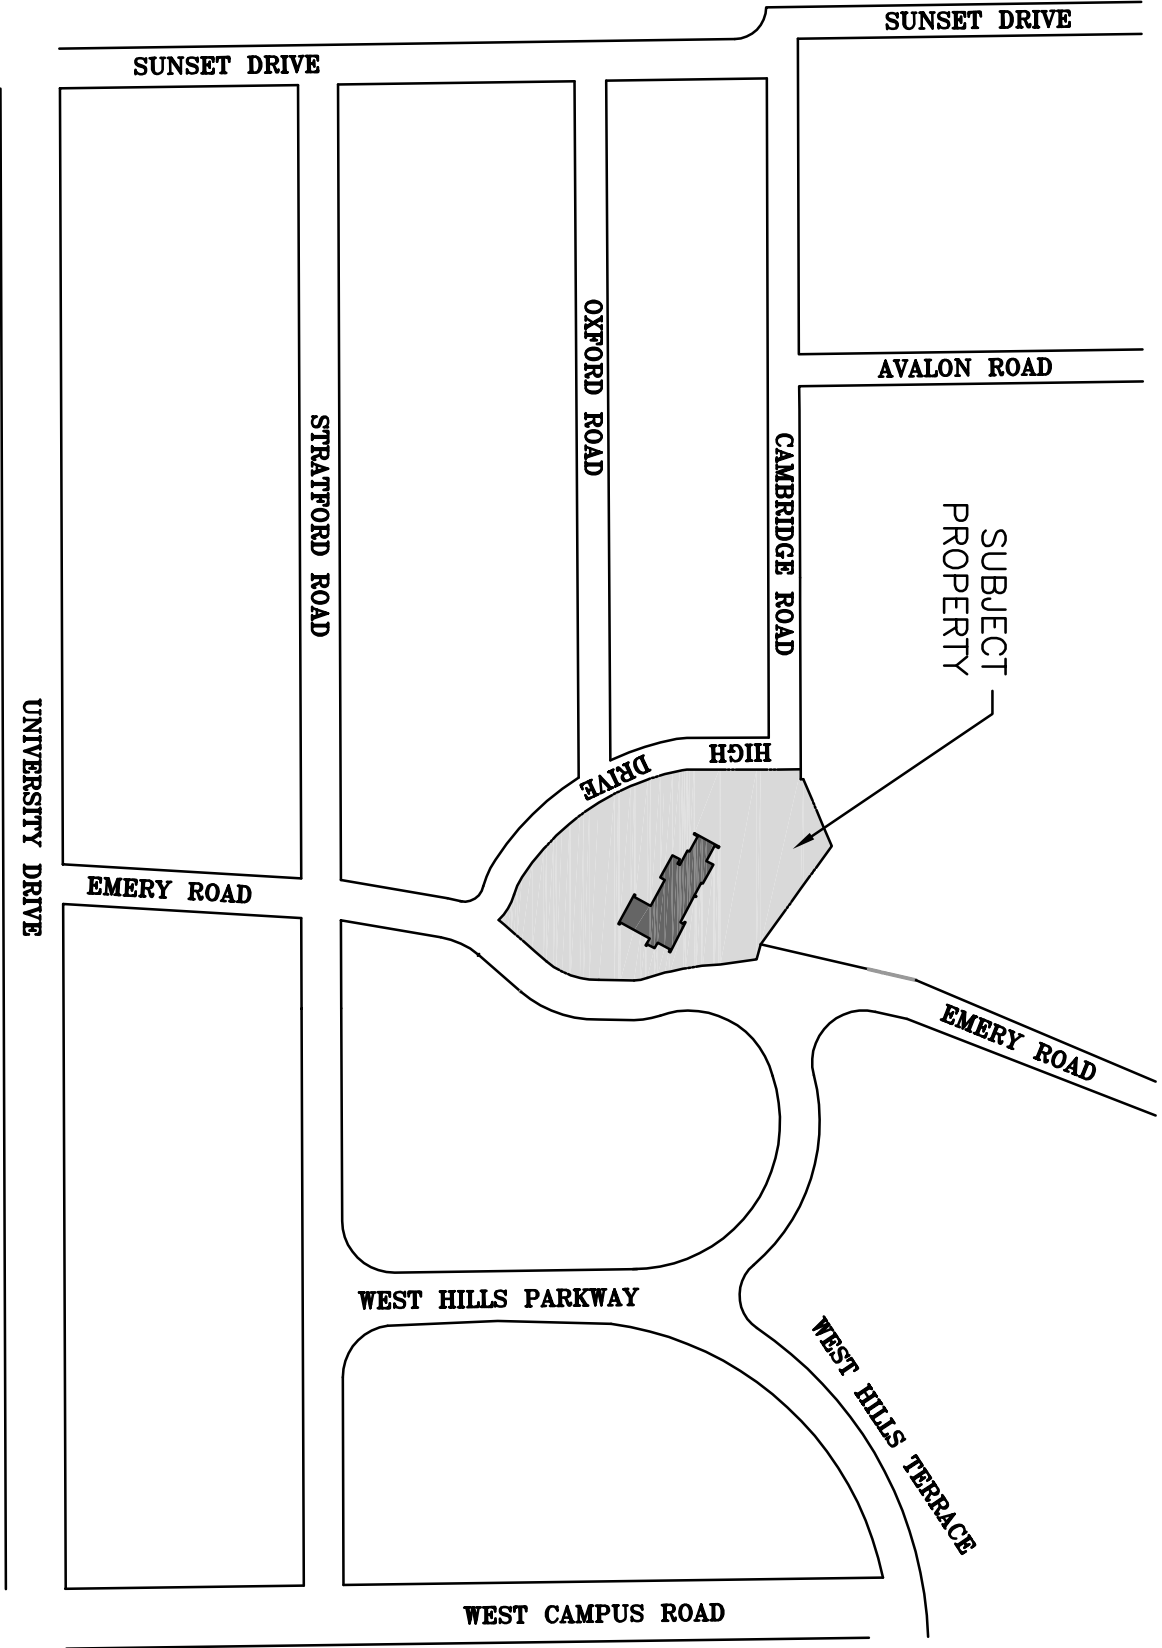 SUNSET DRIVE
SUNSET DRIVE
OXFORD ROAD
AVALON ROAD
STRATFORD ROAD
CAMBRIDGE ROAD
SUBJECT
PROPERTY
UNIVERSITY DRIVE
HIGH DRIVE
EMERY ROAD
EMERY ROAD
WEST HILLS PARKWAY
WEST HILLS TERRACE
WEST CAMPUS ROAD